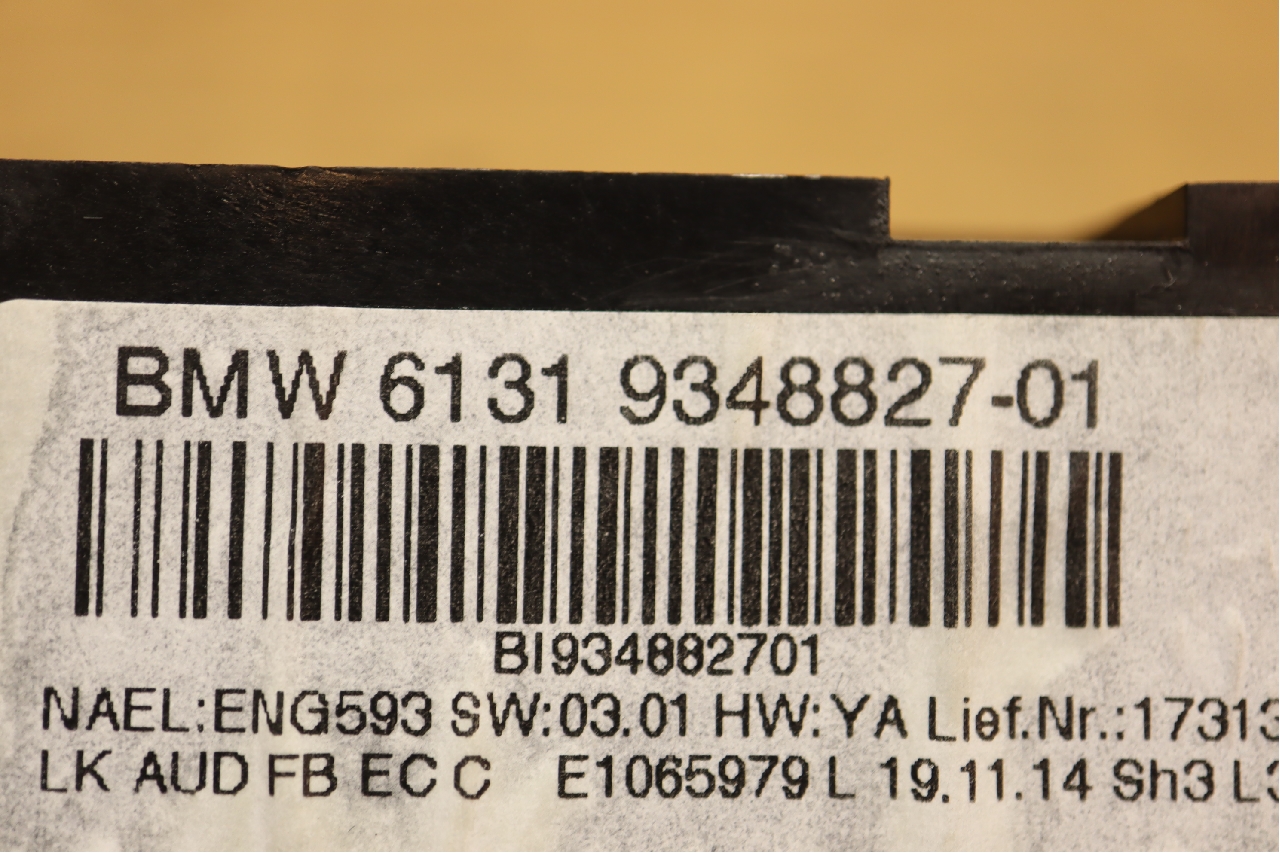 BMW 6131 9348827-01
BI934882701
NAEL:ENG593 SW:03.01 HW:YA Lief.Nr.:17313
LK AUD FB EC C E1065979 L 19.11.14 Sh3 L3